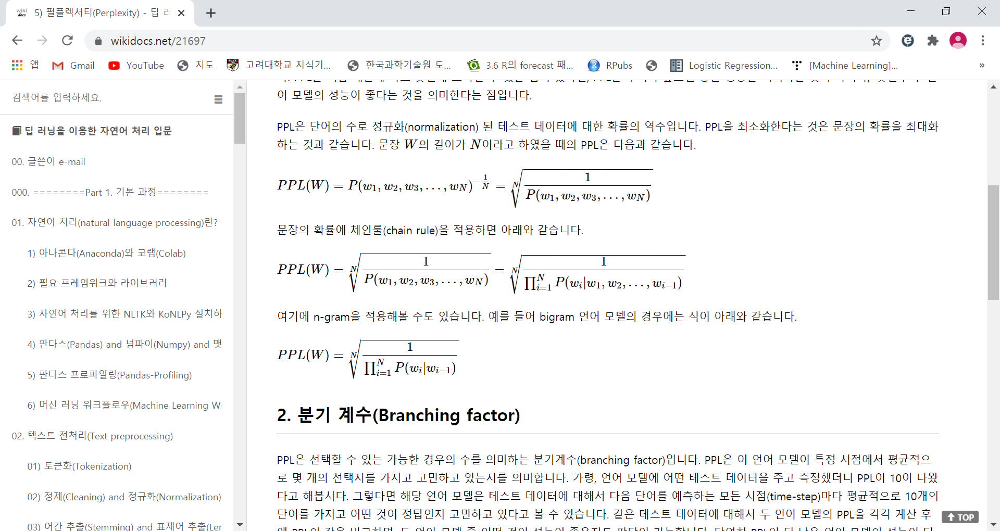 wiki docs
5) 펄플렉서티(Perplexity) - 딥 러
wikidocs.net/21697
앱 Gmail YouTube 지도 고려대학교 지식기... 한국과학기술원 도... 3.6 R의 forecast 패... RPubs Logistic Regression... [Machine Learning]... »
검색어를 입력하세요.
딥 러닝을 이용한 자연어 처리 입문
00. 글쓴이 e-mail
000. ========Part 1. 기본 과정========
01. 자연어 처리(natural language processing)란?
1) 아나콘다(Anaconda)와 코랩(Colab)
2) 필요 프레임워크와 라이브러리
3) 자연어 처리를 위한 NLTK와 KoNLPy 설치하
4) 판다스(Pandas) and 넘파이(Numpy) and 맷
5) 판다스 프로파일링(Pandas-Profiling)
6) 머신 러닝 워크플로우(Machine Learning W
02. 텍스트 전처리(Text preprocessing)
01) 토큰화(Tokenization)
02) 정제(Cleaning) and 정규화(Normalization)
03) 어간 추출(Stemming) and 표제어 추출(Ler
어 모델의 성능이 좋다는 것을 의미한다는 점입니다.
PPL은 단어의 수로 정규화(normalization) 된 테스트 데이터에 대한 확률의 역수입니다. PPL을 최소화한다는 것은 문장의 확률을 최대화
하는 것과 같습니다. 문장 W의 길이가 N이라고 하였을 때의 PPL은 다음과 같습니다.
PPL(W) = P(w₁, w₂, w₃, ..., w_N)^(-1/N) = ᴺ√(1 / P(w₁, w₂, w₃, ..., w_N))
문장의 확률에 체인룰(chain rule)을 적용하면 아래와 같습니다.
PPL(W) = ᴺ√(1 / P(w₁, w₂, w₃, ..., w_N)) = ᴺ√(1 / ∏_{i=1}^{N} P(w_i|w₁, w₂, ..., w_{i−1}))
여기에 n-gram을 적용해볼 수도 있습니다. 예를 들어 bigram 언어 모델의 경우에는 식이 아래와 같습니다.
PPL(W) = ᴺ√(1 / ∏_{i=1}^{N} P(w_i|w_{i−1}))
2. 분기 계수(Branching factor)
PPL은 선택할 수 있는 가능한 경우의 수를 의미하는 분기계수(branching factor)입니다. PPL은 이 언어 모델이 특정 시점에서 평균적으
로 몇 개의 선택지를 가지고 고민하고 있는지를 의미합니다. 가령, 언어 모델에 어떤 테스트 데이터을 주고 측정했더니 PPL이 10이 나왔
다고 해봅시다. 그렇다면 해당 언어 모델은 테스트 데이터에 대해서 다음 단어를 예측하는 모든 시점(time-step)마다 평균적으로 10개의
단어를 가지고 어떤 것이 정답인지 고민하고 있다고 볼 수 있습니다. 같은 테스트 데이터에 대해서 두 언어 모델의 PPL을 각각 계산 후
TOP